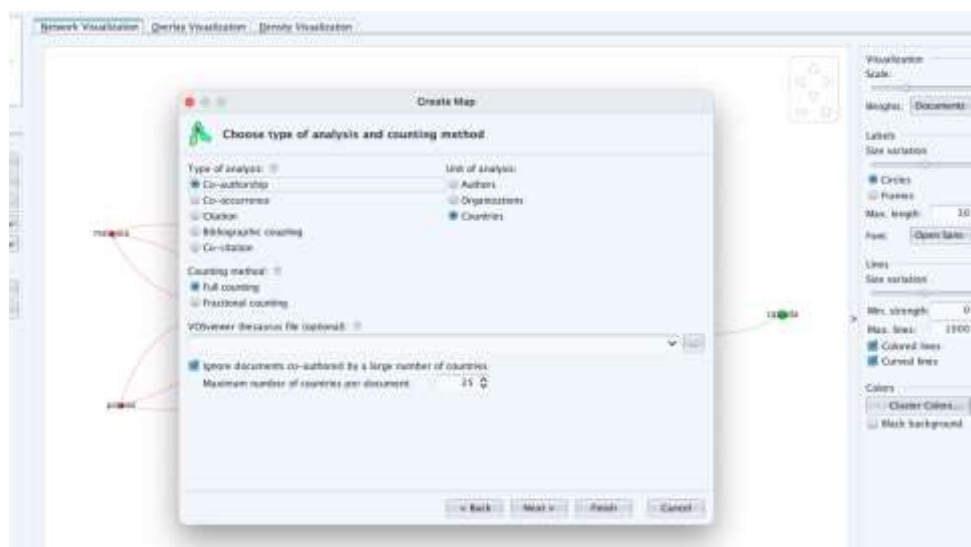 Network Visualization Overlay Visualization Density Visualization
Create Map
Choose type of analysis and counting method
Type of analysis:
Co-authorship
Co-occurrence
Citation
Bibliographic coupling
Co-citation
Unit of analysis:
Authors
Organizations
Countries
Counting method:
Full counting
Fractional counting
VOSviewer thesaurus file (optional):
Ignore documents co-authored by a large number of countries
Maximum number of countries per document: 25
< Back Next > Finish Cancel
malaysia
poland
canada
>
Visualization
Scale:
Weights: Documents
Labels
Size variation
Circles
Frames
Max. length: 30
Font: Open Sans
Lines
Size variation
Min. strength: 0
Max. lines: 1000
Colored lines
Curved lines
Colors
Cluster Colors...
Black background